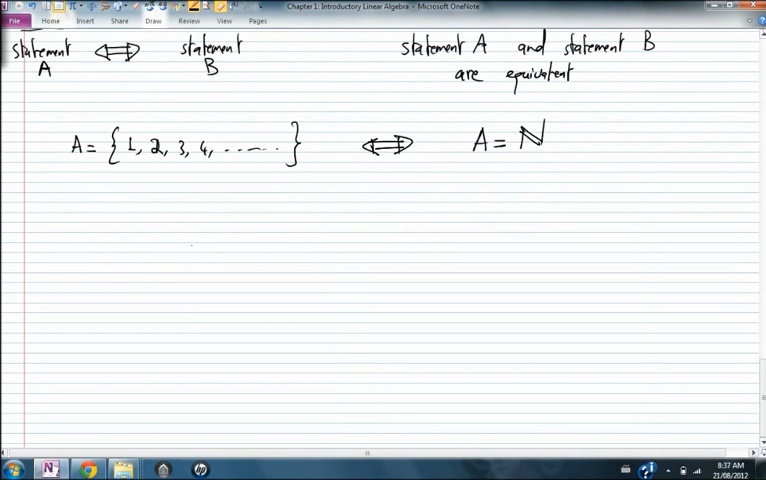 Chapter 1: Introductory Linear Algebra - Microsoft OneNote
File Home Insert Share Draw Review View Pages
statement A ⟺ statement B
statement A and statement B
are equivatent
A = {1, 2, 3, 4, .......} ⟺ A = ℕ
8:37 AM
21/08/2012